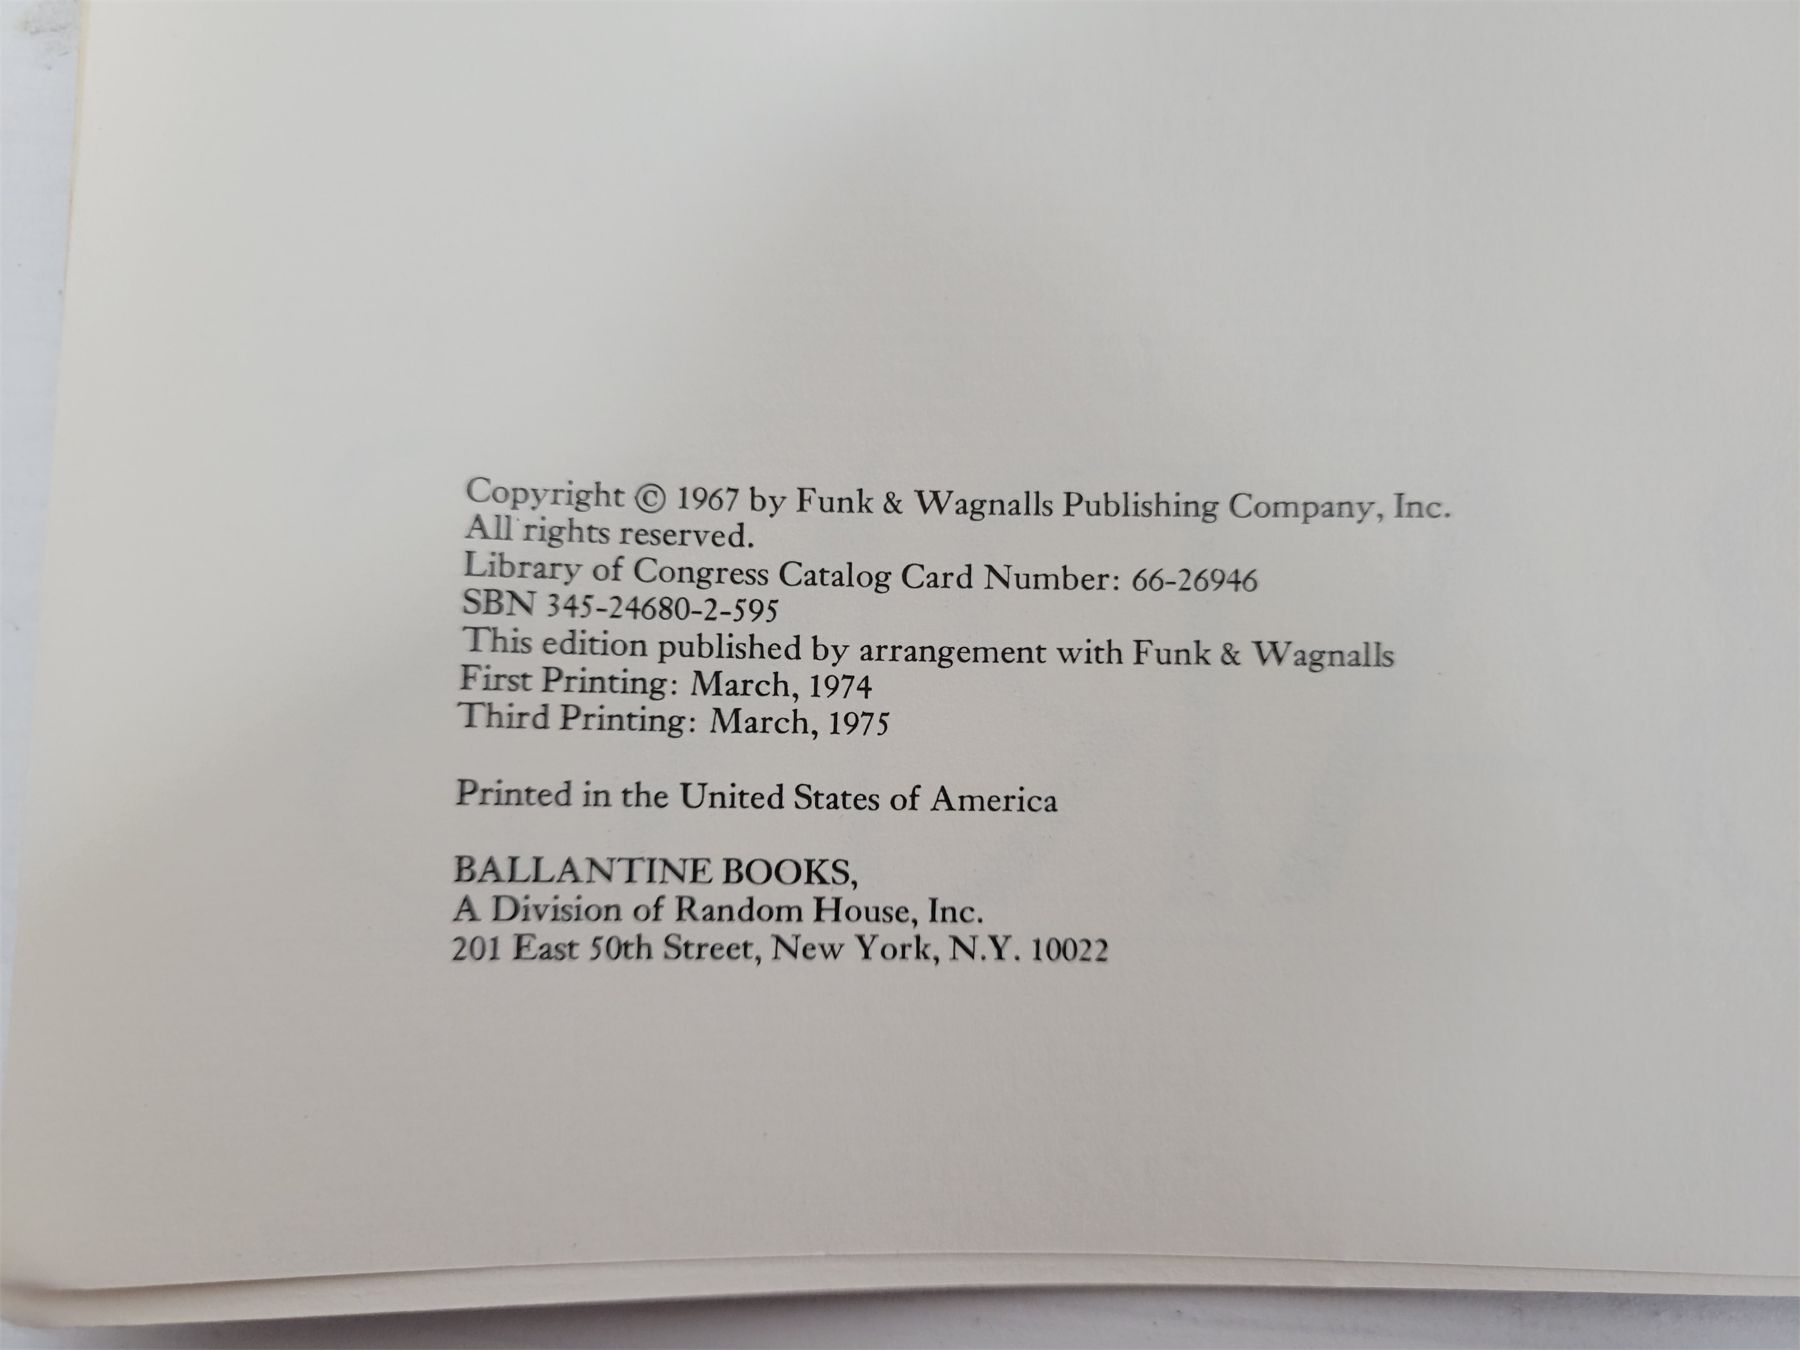 Copyright © 1967 by Funk & Wagnalls Publishing Company, Inc.
All rights reserved.
Library of Congress Catalog Card Number: 66-26946
SBN 345-24680-2-595
This edition published by arrangement with Funk & Wagnalls
First Printing: March, 1974
Third Printing: March, 1975
Printed in the United States of America
BALLANTINE BOOKS,
A Division of Random House, Inc.
201 East 50th Street, New York, N.Y. 10022